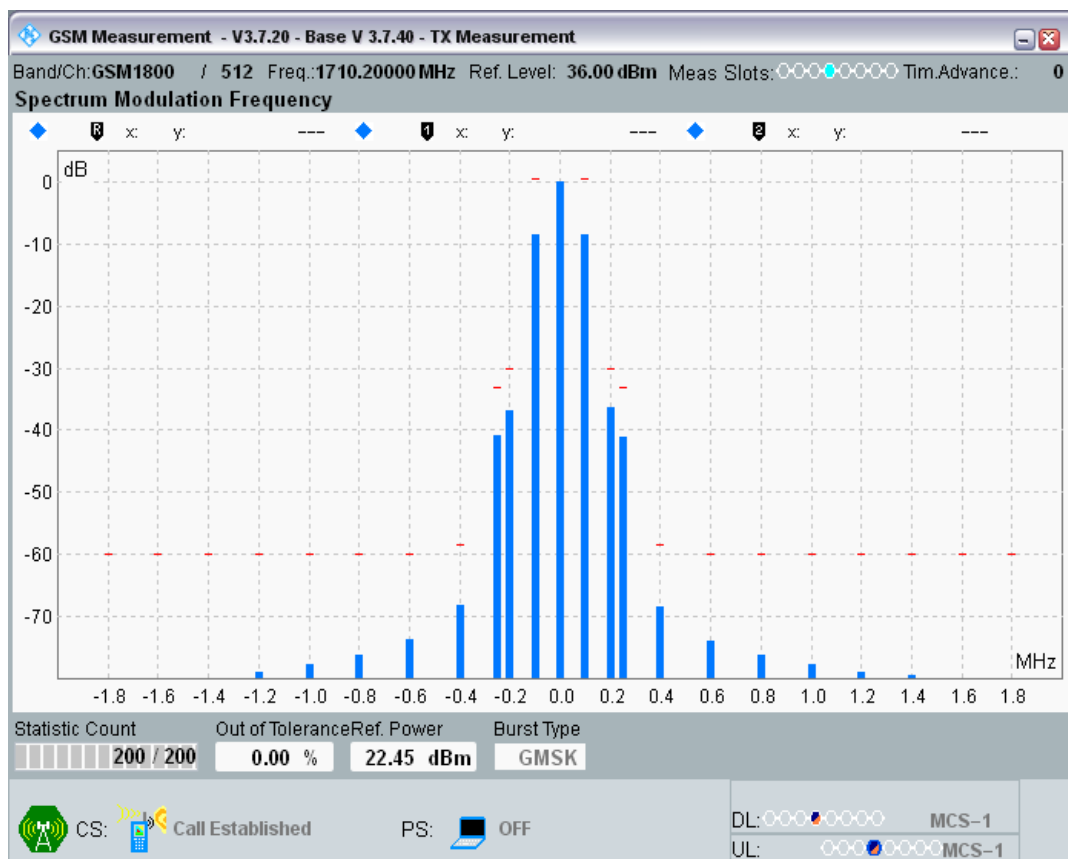 GSM Measurement - V3.7.20 - Base V 3.7.40 - TX Measurement
Band/Ch:GSM1800 / 512 Freq.:1710.20000 MHz Ref. Level: 36.00 dBm Meas Slots: Tim.Advance.: 0
Spectrum Modulation Frequency
R x: y: --- 1 x: y: --- 2 x: y: ---
dB
0
-10
-20
-30
-40
-50
-60
-70
MHz
-1.8 -1.6 -1.4 -1.2 -1.0 -0.8 -0.6 -0.4 -0.2 0.0 0.2 0.4 0.6 0.8 1.0 1.2 1.4 1.6 1.8
Statistic Count Out of Tolerance Ref. Power Burst Type
200 / 200 0.00 % 22.45 dBm GMSK
CS: Call Established PS: OFF DL: MCS-1
UL: MCS-1